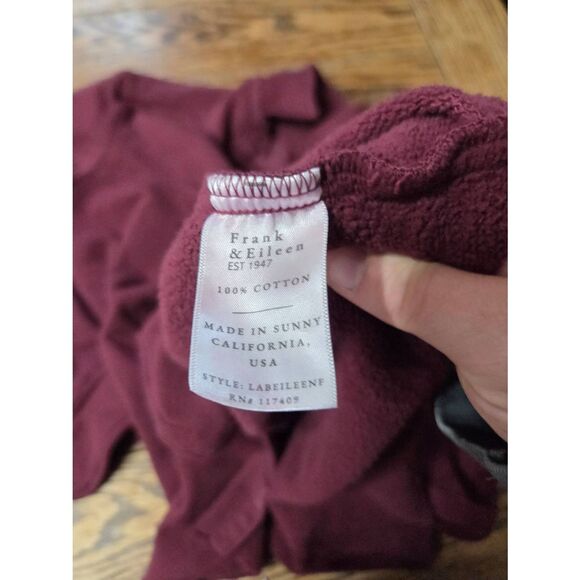 Frank
&Eileen
EST 1947
100% COTTON
MADE IN SUNNY
CALIFORNIA,
USA
STYLE: LABEILEENF
RN# 117409